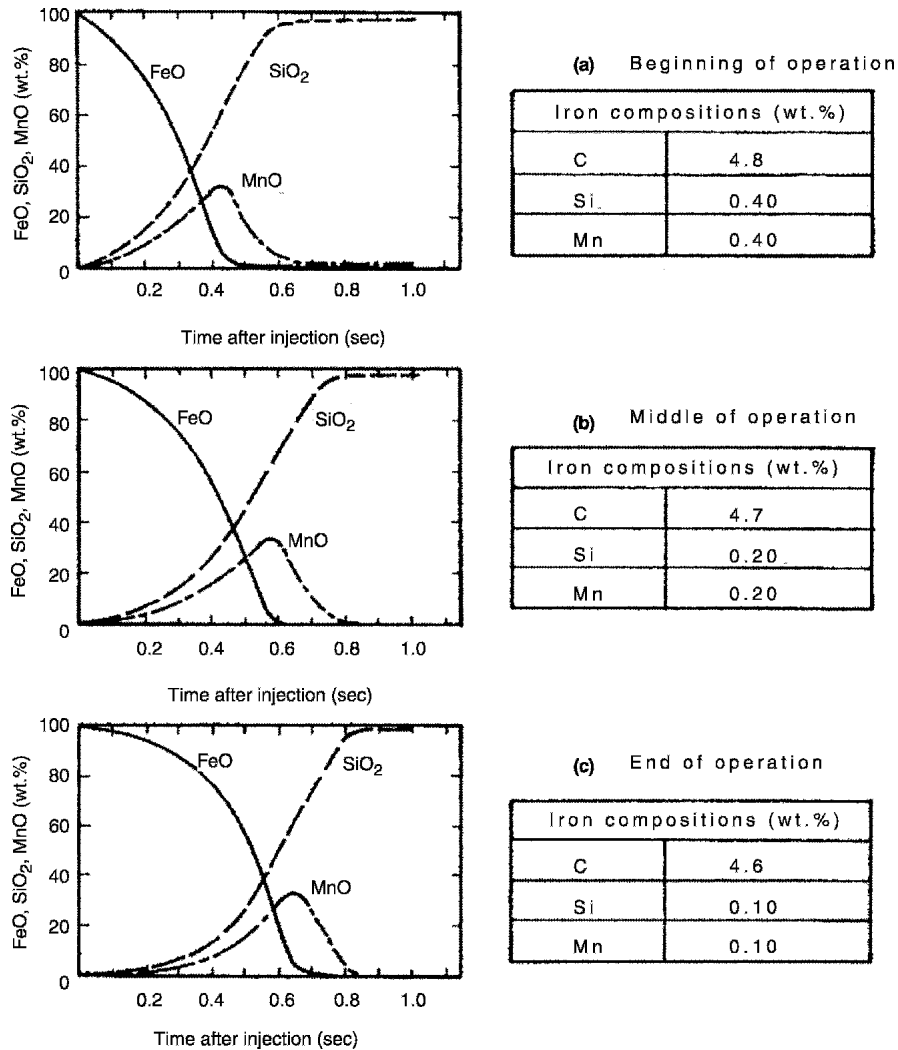 FeO, SiO₂, MnO (wt.%)
100
80
60
40
20
0
FeO
SiO₂
MnO
0.2 0.4 0.6 0.8 1.0
Time after injection (sec)
(a) Beginning of operation
Iron compositions (wt.%)
C 4.8
Si 0.40
Mn 0.40
FeO, SiO₂, MnO (wt.%)
100
80
60
40
20
0
FeO
SiO₂
MnO
0.2 0.4 0.6 0.8 1.0
Time after injection (sec)
(b) Middle of operation
Iron compositions (wt.%)
C 4.7
Si 0.20
Mn 0.20
FeO, SiO₂, MnO (wt.%)
100
80
60
40
20
0
FeO
SiO₂
MnO
0.2 0.4 0.6 0.8 1.0
Time after injection (sec)
(c) End of operation
Iron compositions (wt.%)
C 4.6
Si 0.10
Mn 0.10